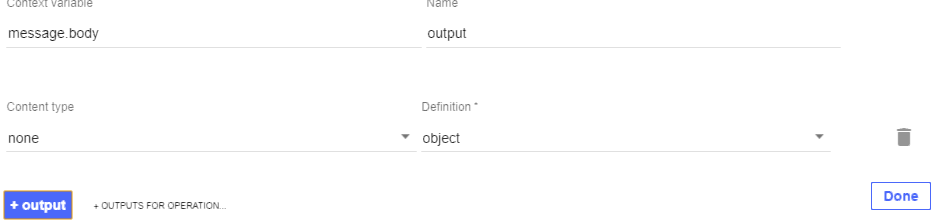 Context Variable Name
message.body output
Content type Definition *
none object
+ output + OUTPUTS FOR OPERATION... Done